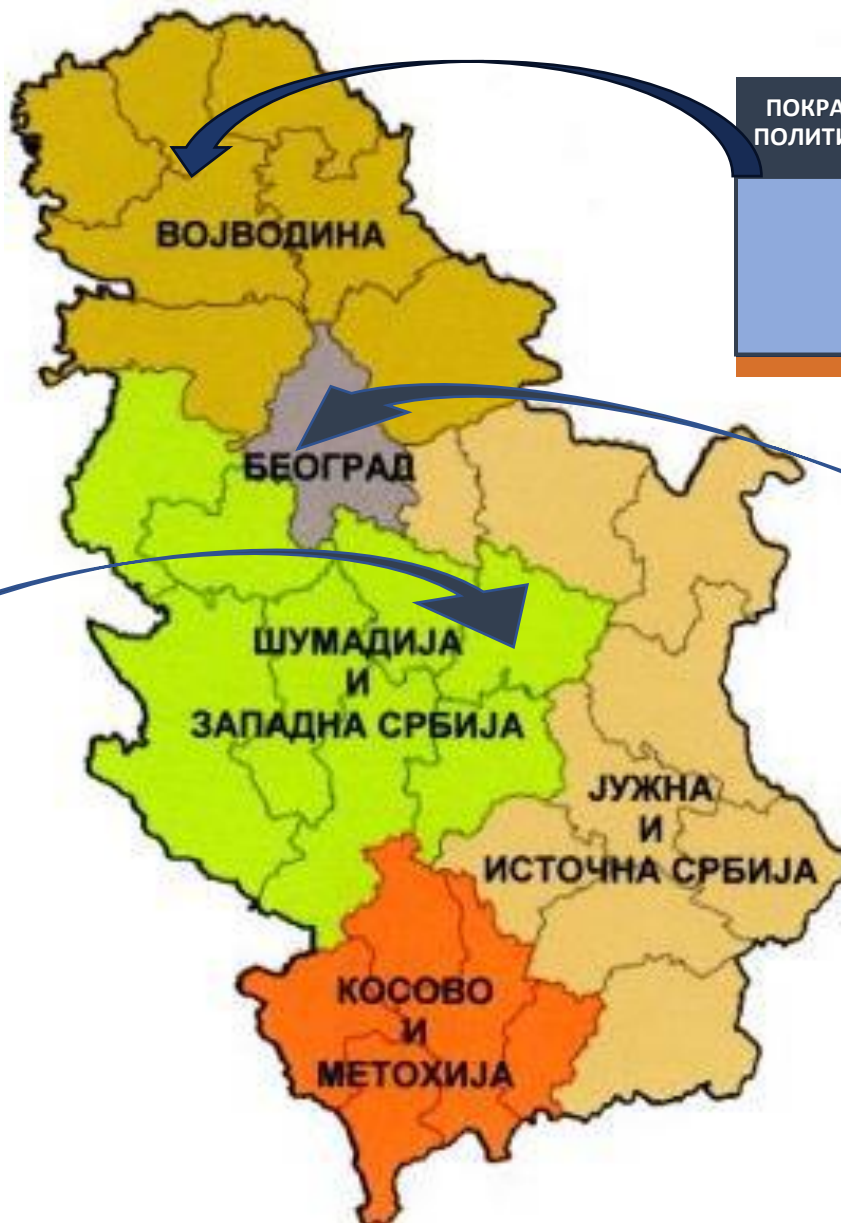 ПОКРА
ПОЛИТИ
ВОЈВОДИНА
БЕОГРАД
ШУМАДИЈА
И
ЗАПАДНА СРБИЈА
ЈУЖНА
И
ИСТОЧНА СРБИЈА
КОСОВО
И
МЕТОХИЈА